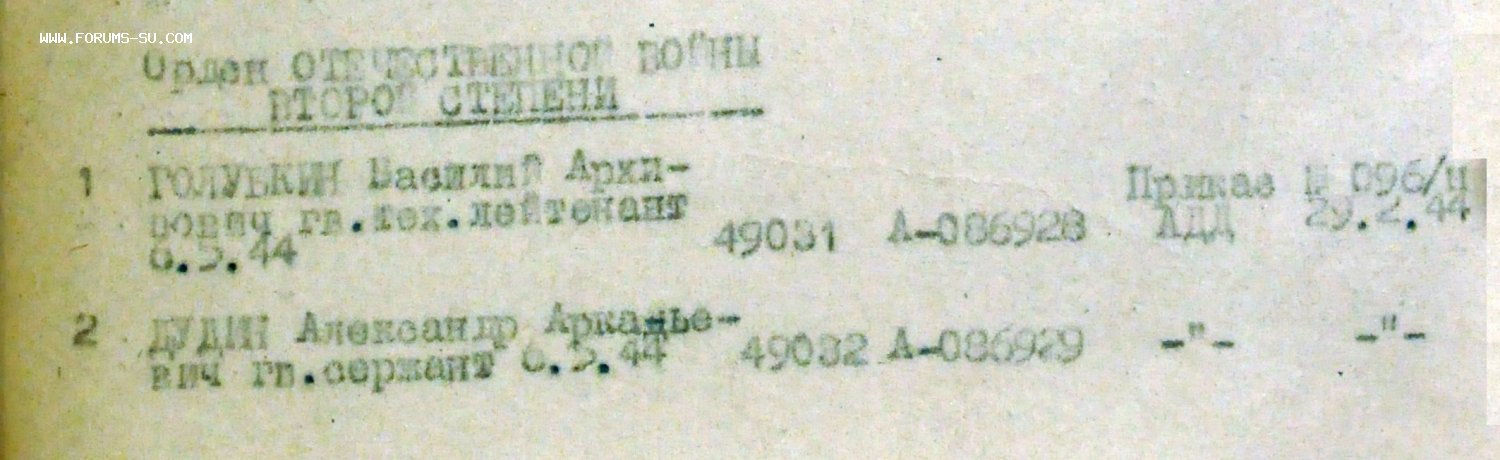 WWW.FORUMS-SU.COM
Орден ОТЕЧЕСТВЕННОЙ ВОЙНЫ
ВТОРОЙ СТЕПЕНИ
1 ГОЛУБКИН Василий Архи-
пович гв.тех.лейтенант 49031 А-086928 Приказ № 096/н
6.3.44 АДД 29.2.44
2 ДУДИН Александр Аркадье-
вич гв.сержант 6.3.44 49032 А-086929 -"- -"-